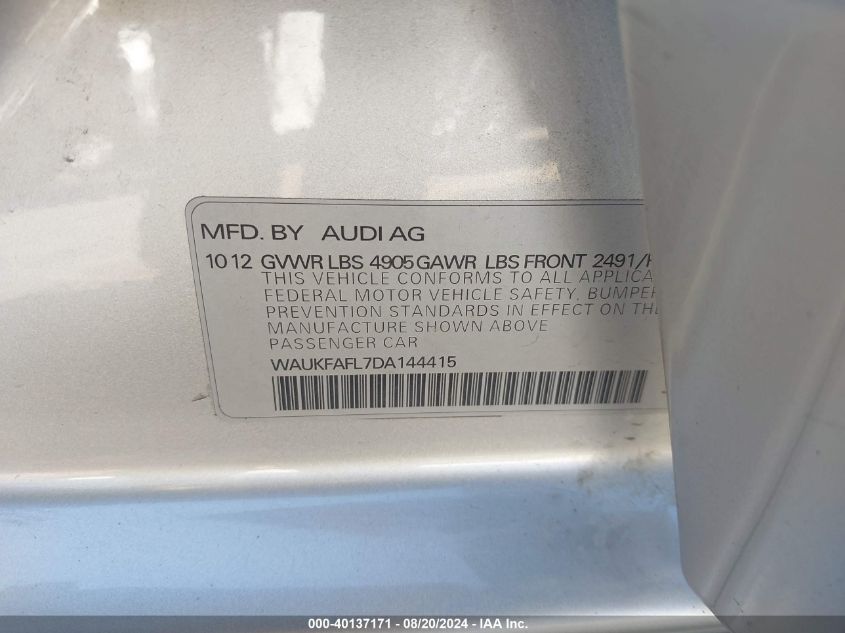 MFD. BY AUDI AG
10 12 GVWR LBS 4905 GAWR LBS FRONT 2491/
THIS VEHICLE CONFORMS TO ALL APPLICA
FEDERAL MOTOR VEHICLE SAFETY, BUMPER
PREVENTION STANDARDS IN EFFECT ON THE
MANUFACTURE SHOWN ABOVE
PASSENGER CAR
WAUKFAFL7DA144415
000-40137171 - 08/20/2024 - IAA Inc.